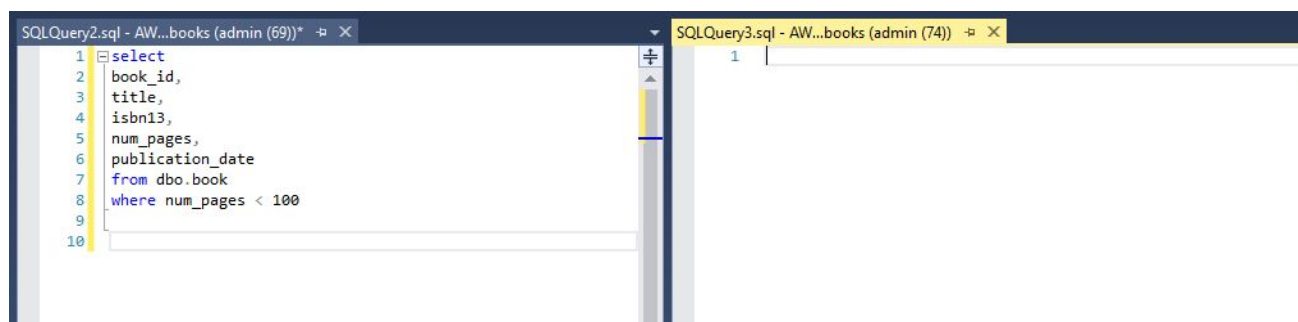 SQLQuery2.sql - AW...books (admin (69))*
1 select
2 book_id,
3 title,
4 isbn13,
5 num_pages,
6 publication_date
7 from dbo.book
8 where num_pages < 100
9
10
SQLQuery3.sql - AW...books (admin (74))
1